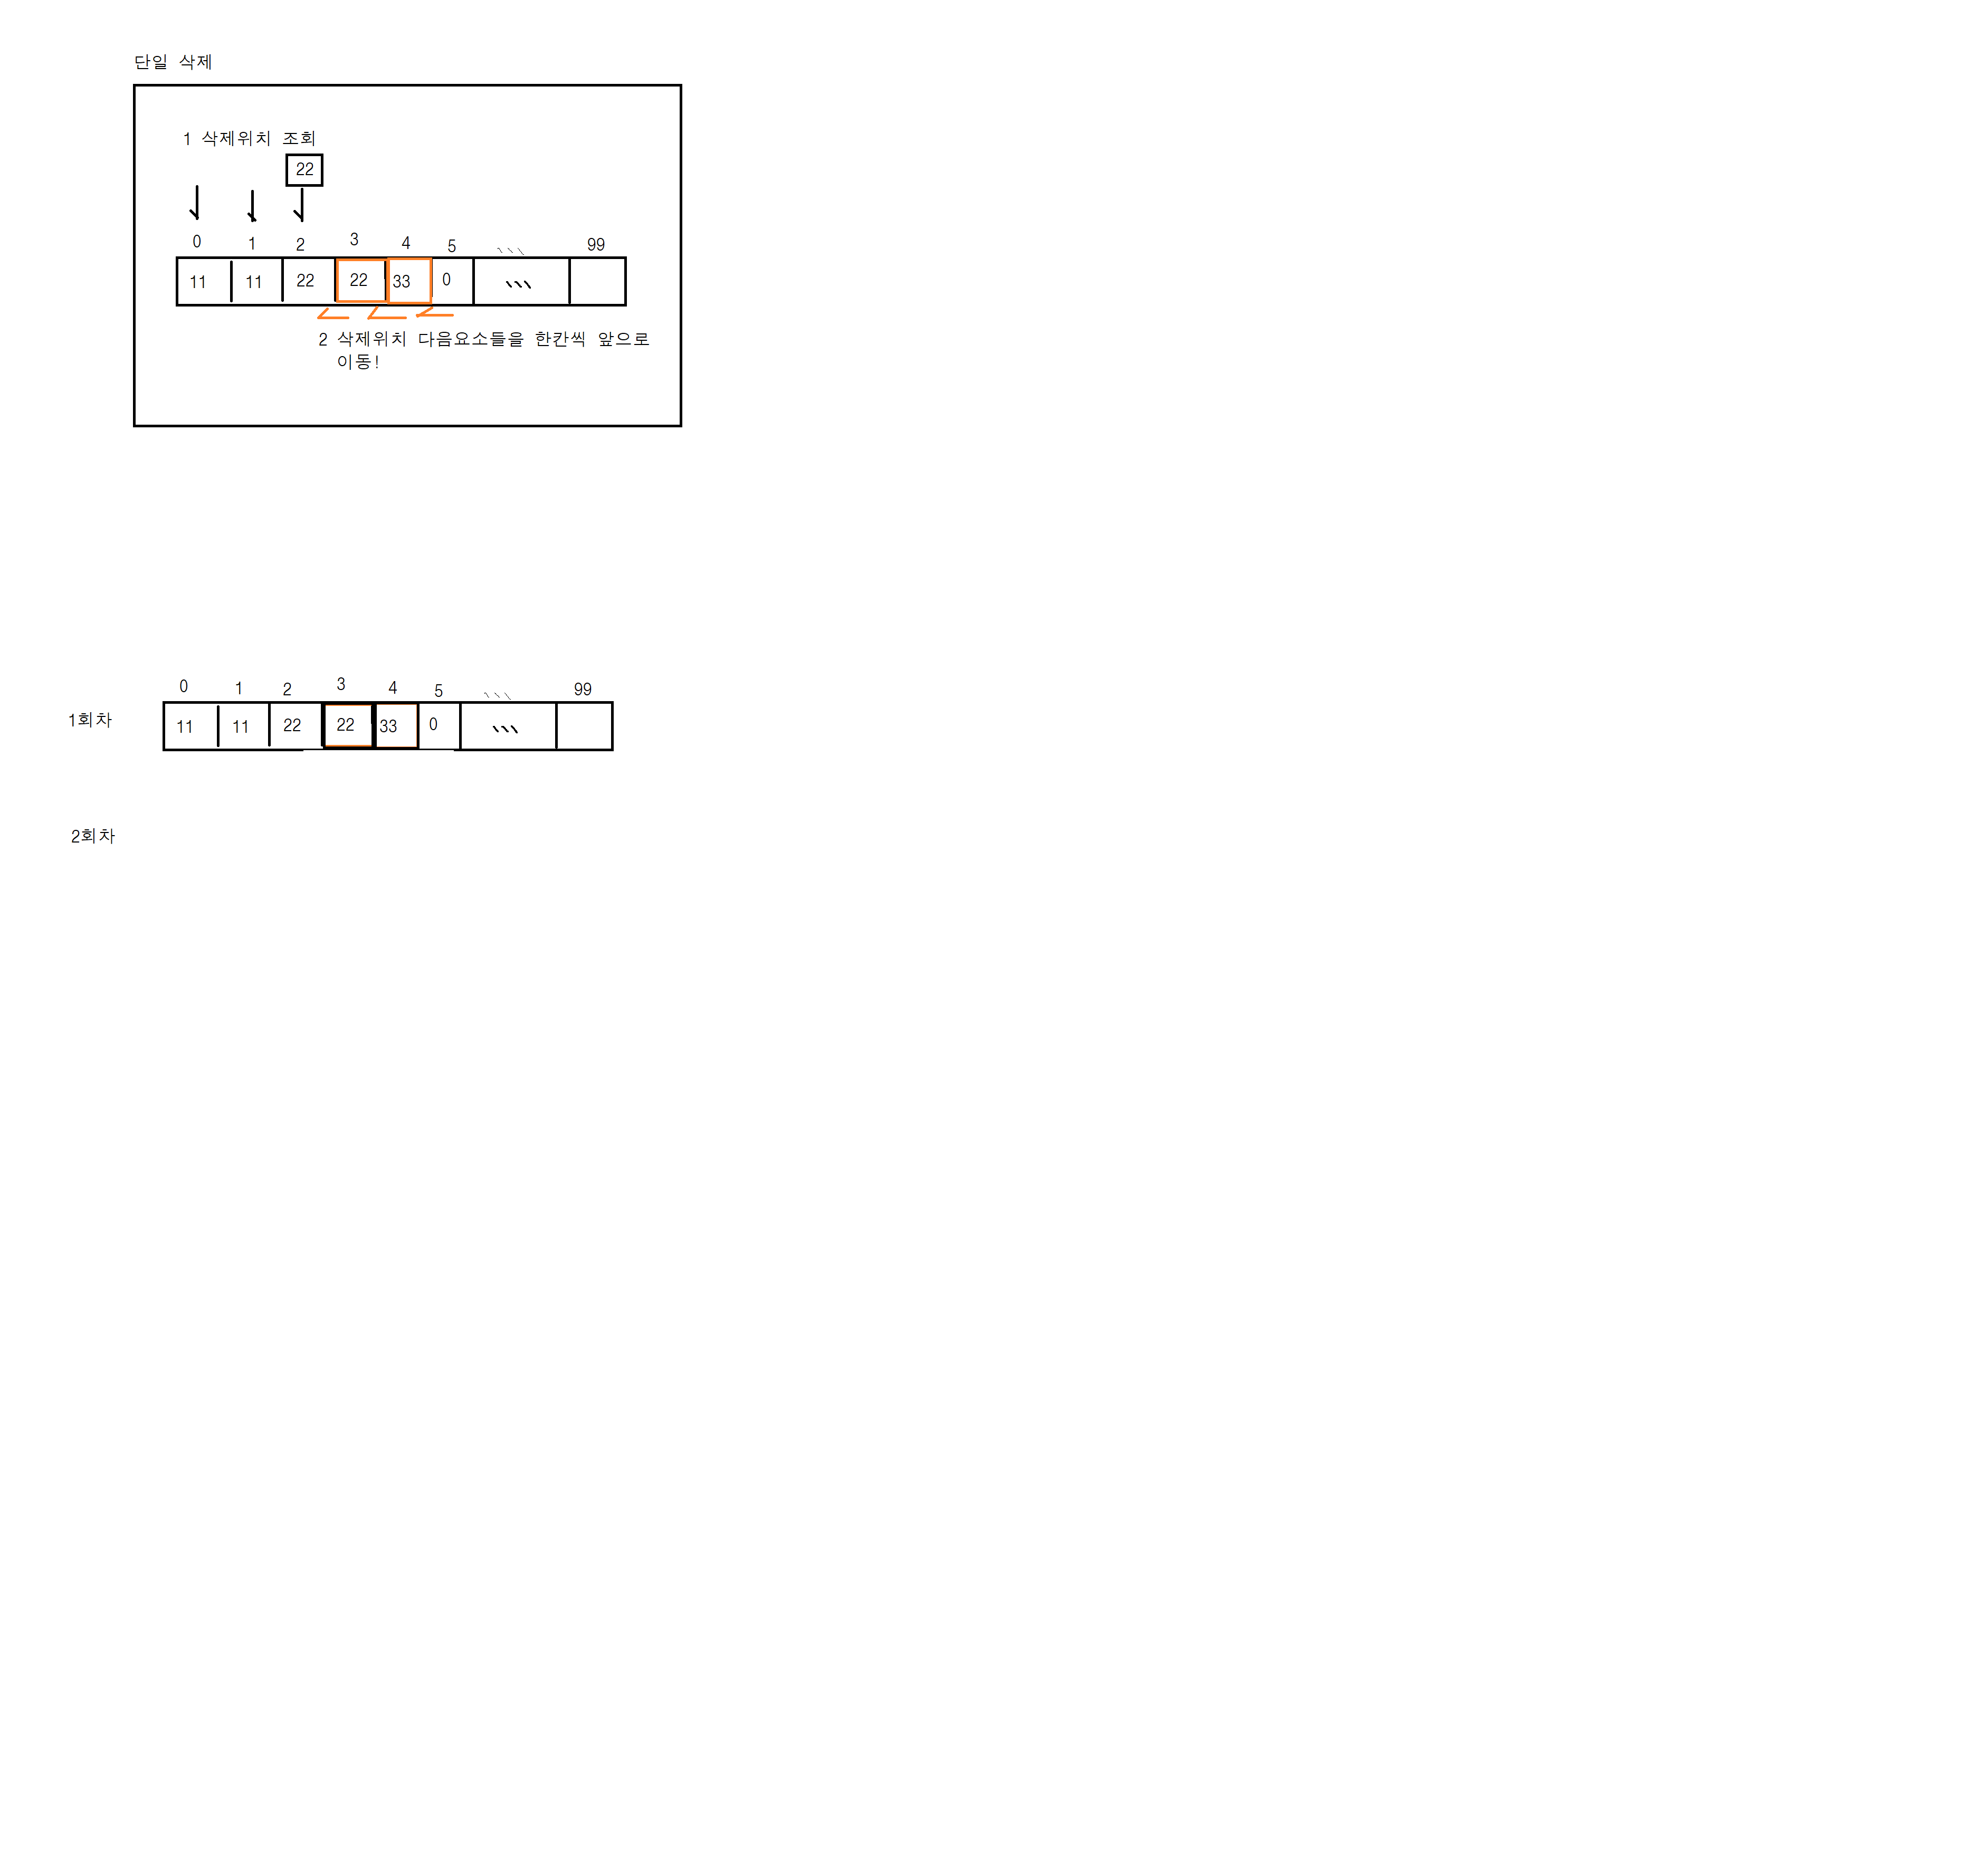 단일 삭제
1 삭제위치 조회
22
0 1 2 3 4 5 99
11 11 22 22 33 0
2 삭제위치 다음요소들을 한칸씩 앞으로
이동!
0 1 2 3 4 5 99
1회차 11 11 22 22 33 0
2회차